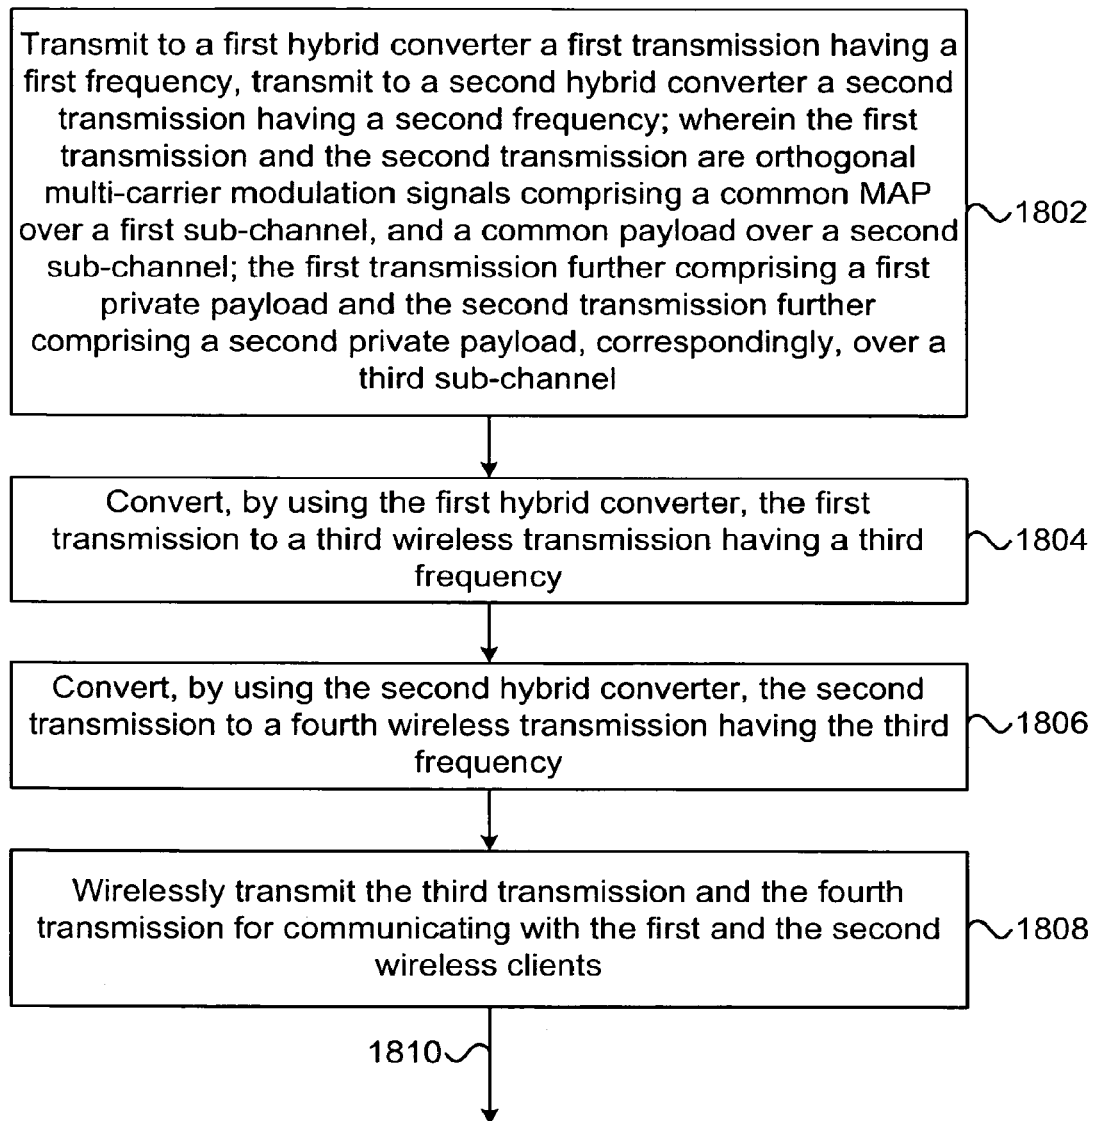 Transmit to a first hybrid converter a first transmission having a
first frequency, transmit to a second hybrid converter a second
transmission having a second frequency; wherein the first
transmission and the second transmission are orthogonal
multi-carrier modulation signals comprising a common MAP
over a first sub-channel, and a common payload over a second
sub-channel; the first transmission further comprising a first
private payload and the second transmission further
comprising a second private payload, correspondingly, over a
third sub-channel
1802
Convert, by using the first hybrid converter, the first
transmission to a third wireless transmission having a third
frequency
1804
Convert, by using the second hybrid converter, the second
transmission to a fourth wireless transmission having the third
frequency
1806
Wirelessly transmit the third transmission and the fourth
transmission for communicating with the first and the second
wireless clients
1808
1810